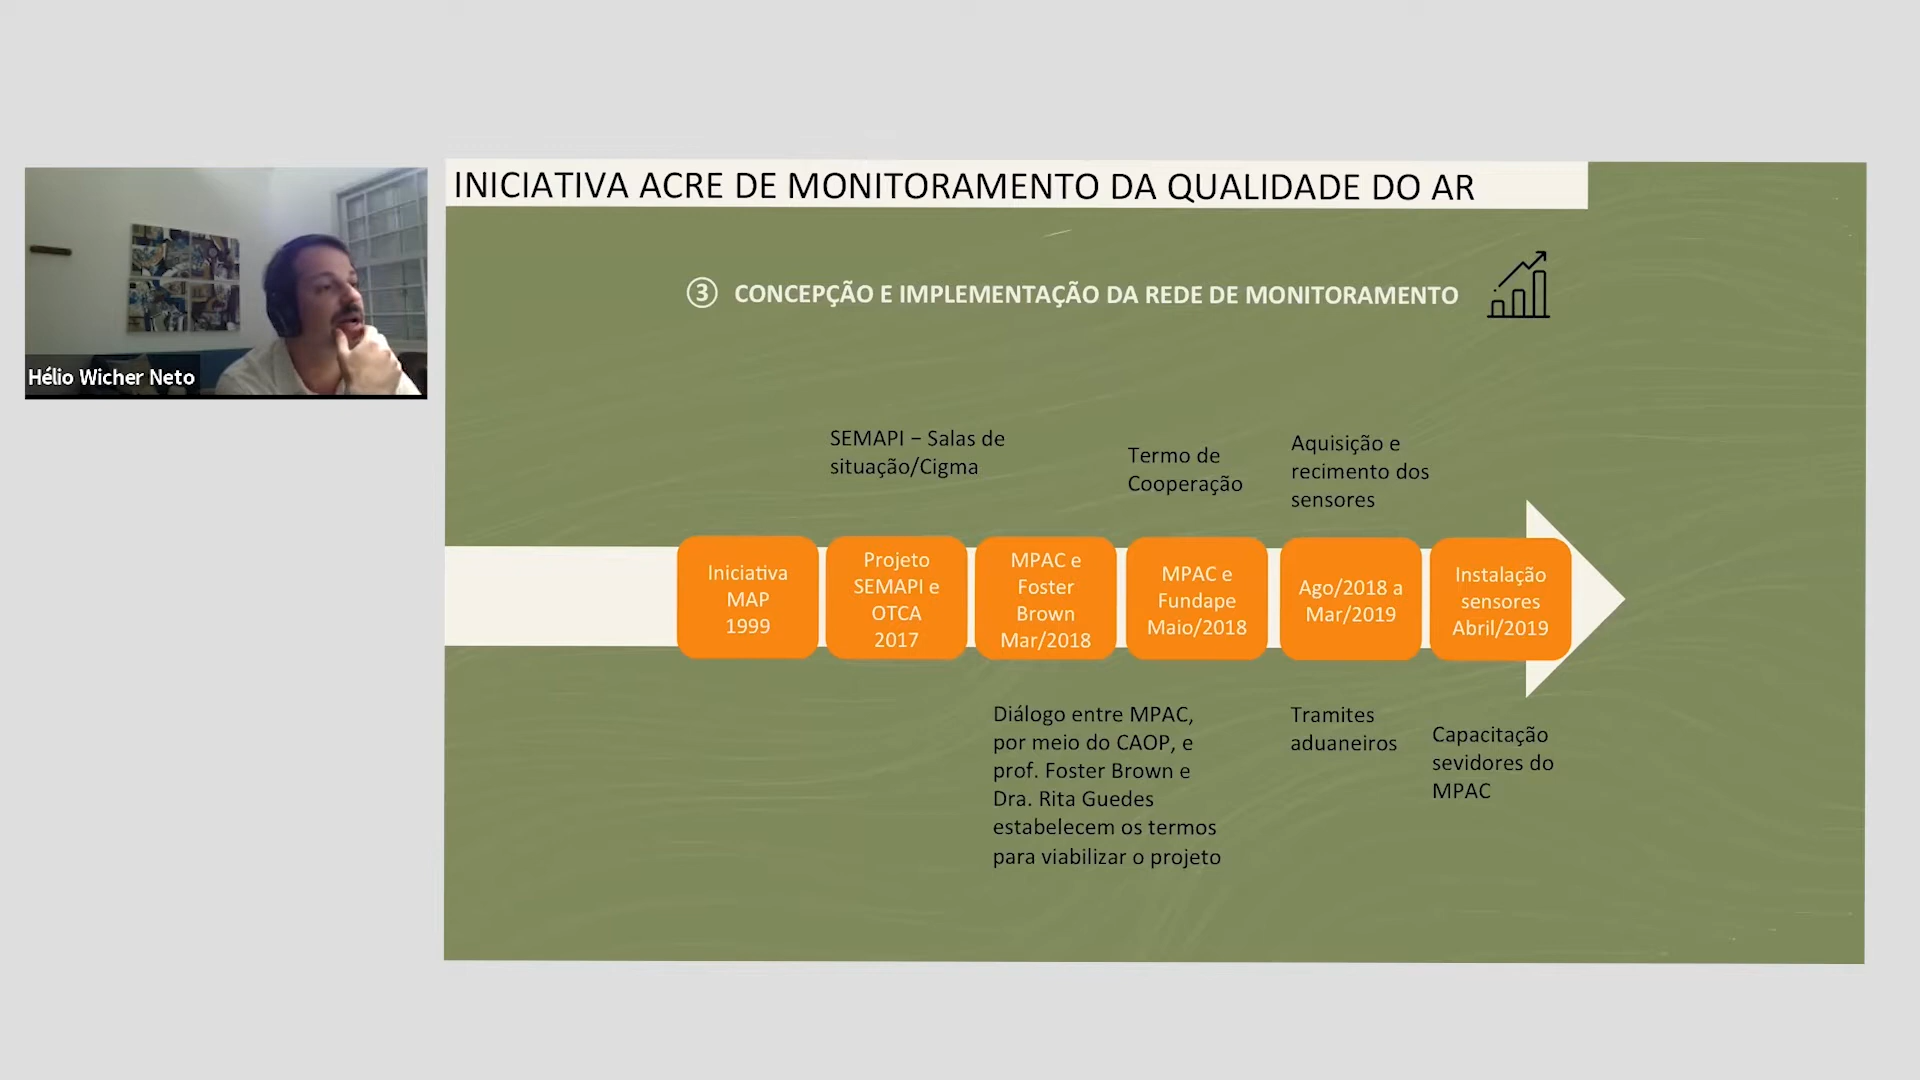 INICIATIVA ACRE DE MONITORAMENTO DA QUALIDADE DO AR
③ CONCEPÇÃO E IMPLEMENTAÇÃO DA REDE DE MONITORAMENTO
Hélio Wicher Neto
SEMAPI – Salas de
situação/Cigma
Termo de
Cooperação
Aquisição e
recimento dos
sensores
Iniciativa
MAP
1999
Projeto
SEMAPI e
OTCA
2017
MPAC e
Foster
Brown
Mar/2018
MPAC e
Fundape
Maio/2018
Ago/2018 a
Mar/2019
Instalação
sensores
Abril/2019
Diálogo entre MPAC,
por meio do CAOP, e
prof. Foster Brown e
Dra. Rita Guedes
estabelecem os termos
para viabilizar o projeto
Tramites
aduaneiros
Capacitação
sevidores do
MPAC